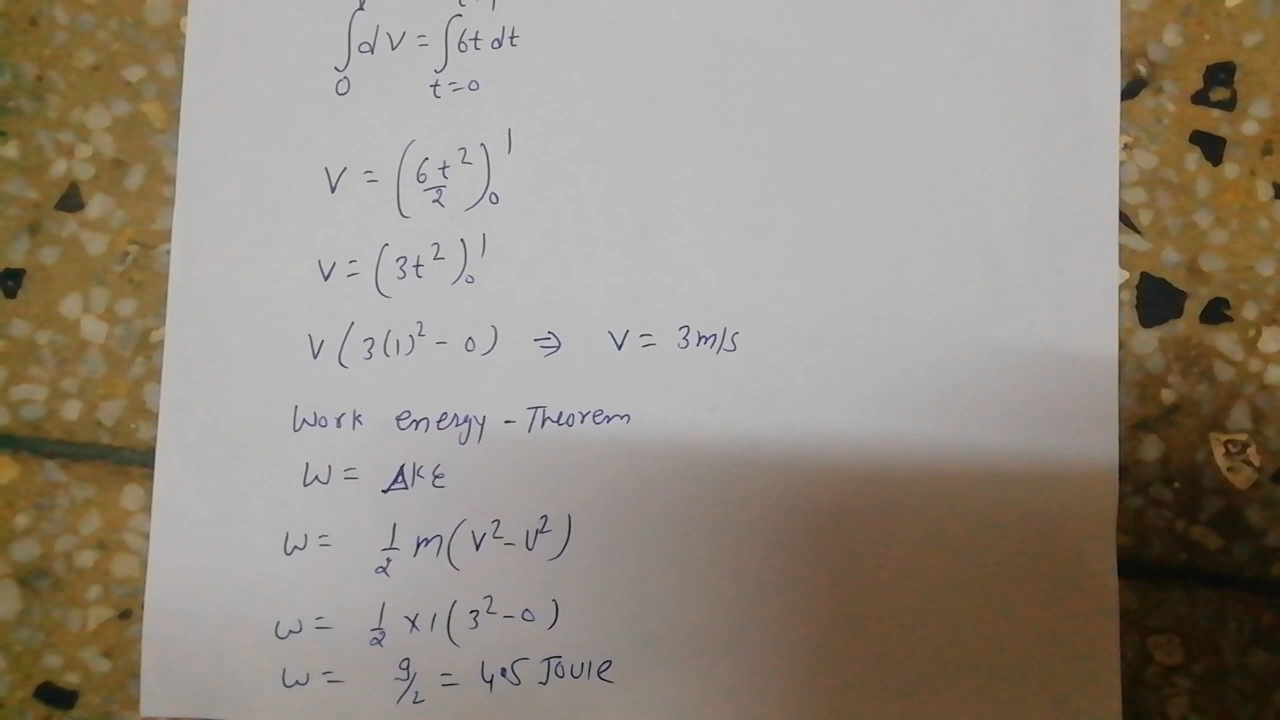 ∫₀ dv = ∫ₜ₌₀ 6t dt
V = (6t²/2)₀¹
V = (3t²)₀¹
V(3(1)² - 0) ⇒ V = 3m/s
Work energy - Theorem
W = ΔKE
W = 1/2 m(V² - U²)
W = 1/2 × 1(3² - 0)
W = 9/2 = 4.5 Joule